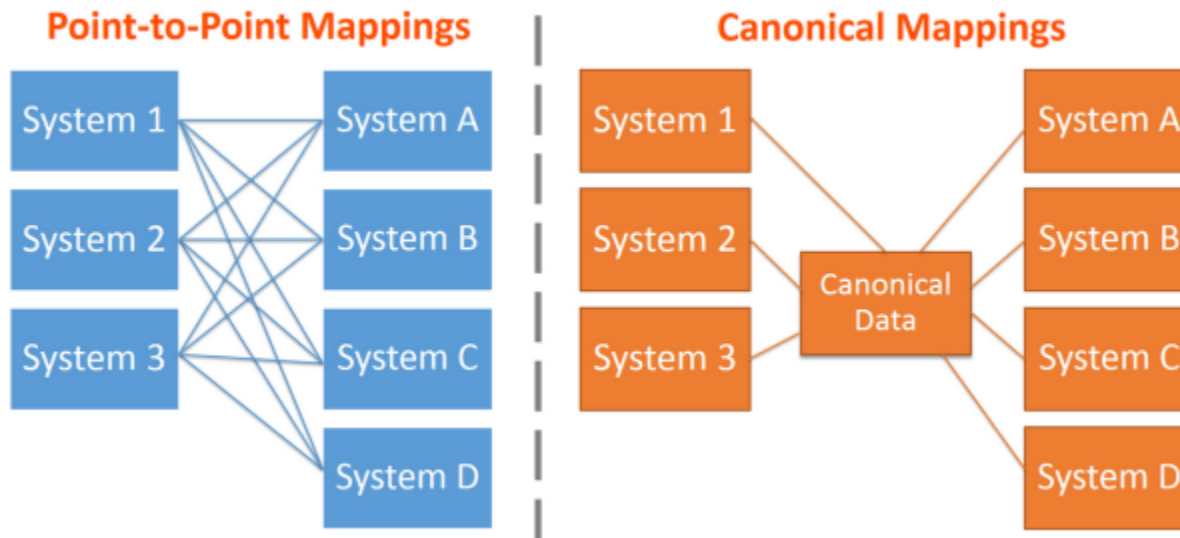 Point-to-Point Mappings
System 1
System 2
System 3
System A
System B
System C
System D
Canonical Mappings
System 1
System 2
System 3
Canonical
Data
System A
System B
System C
System D